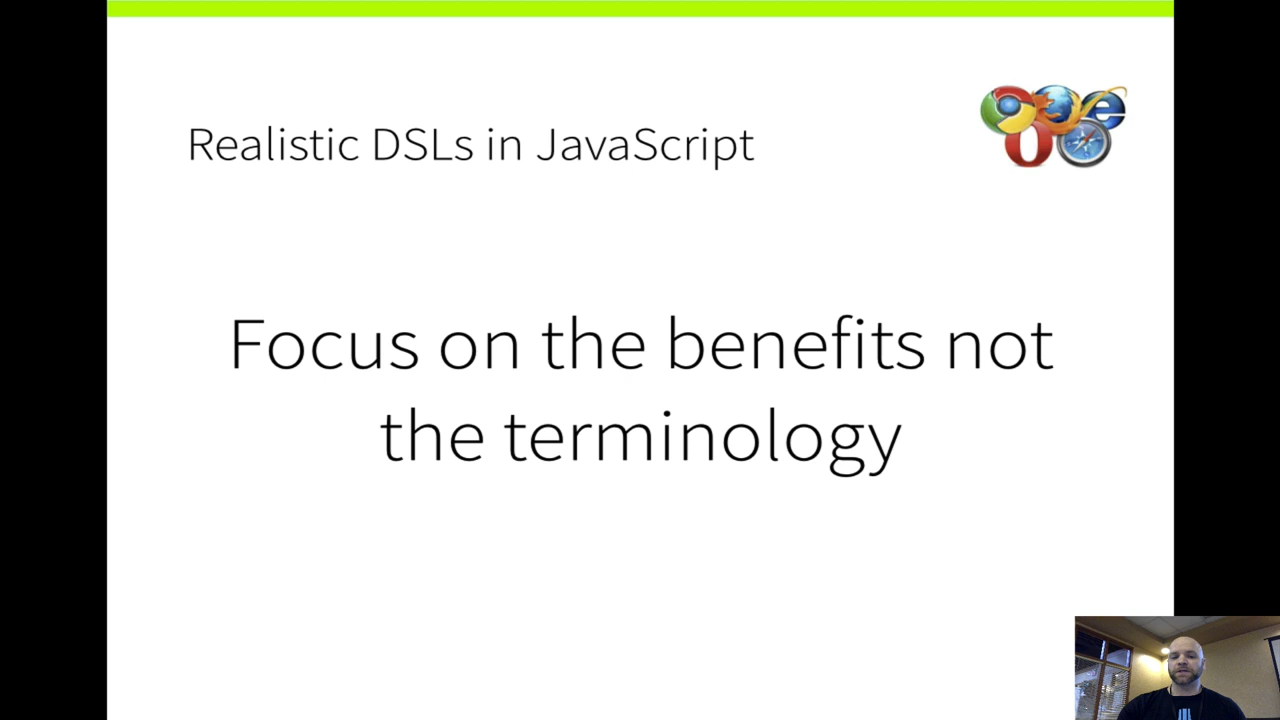 Realistic DSLs in JavaScript
Focus on the benefits not
the terminology